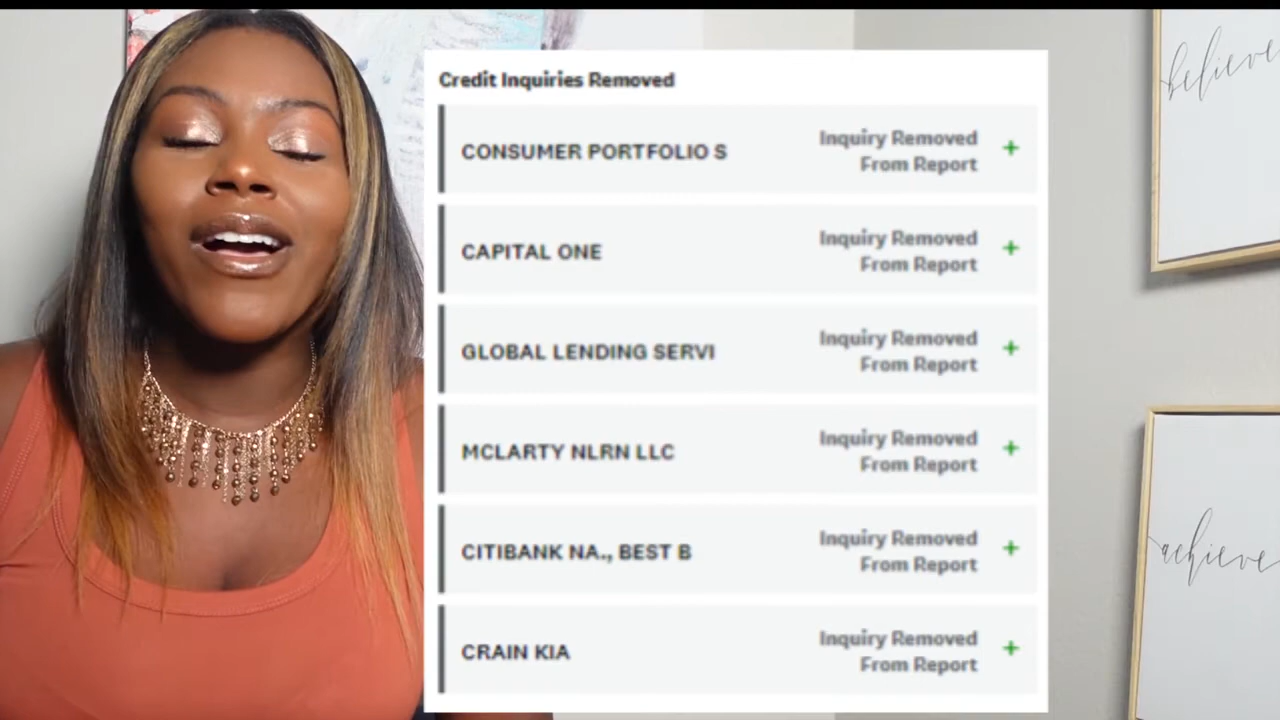 Credit Inquiries Removed
CONSUMER PORTFOLIO S
Inquiry Removed
From Report
CAPITAL ONE
Inquiry Removed
From Report
GLOBAL LENDING SERVI
Inquiry Removed
From Report
MCLARTY NLRN LLC
Inquiry Removed
From Report
CITIBANK NA., BEST B
Inquiry Removed
From Report
CRAIN KIA
Inquiry Removed
From Report
believe
achieve